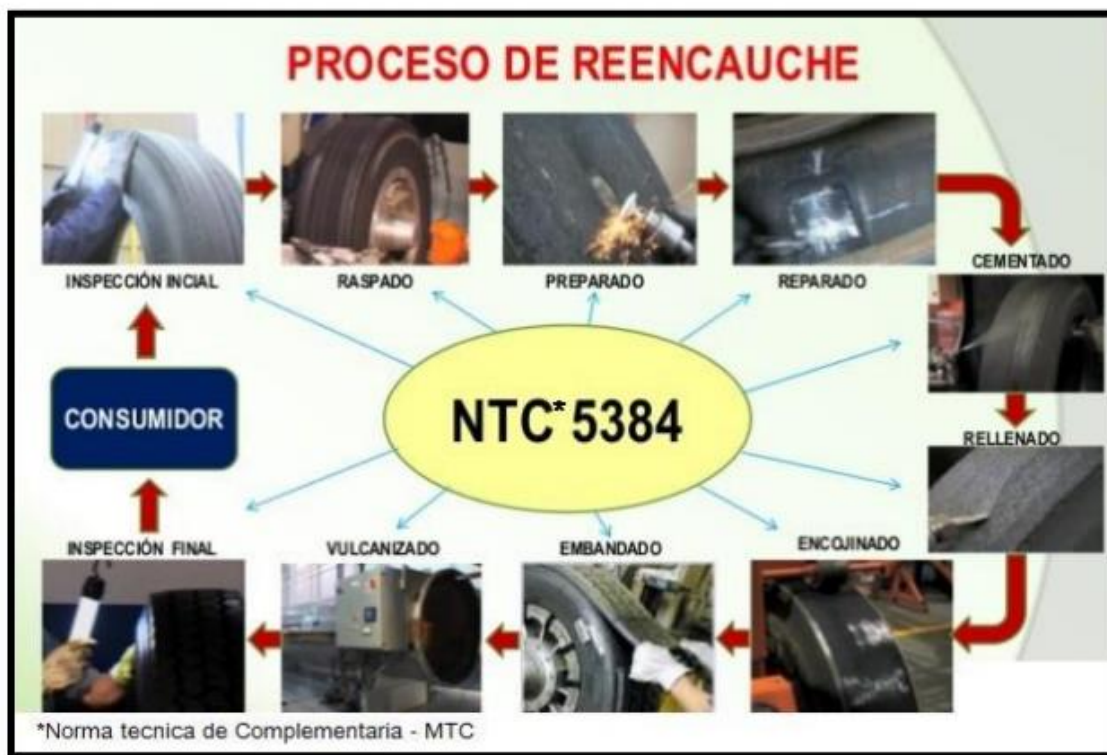 PROCESO DE REENCAUCHE
INSPECCIÓN INCIAL
RASPADO
PREPARADO
REPARADO
CEMENTADO
CONSUMIDOR
NTC* 5384
RELLENADO
INSPECCIÓN FINAL
VULCANIZADO
EMBANDADO
ENCOJINADO
*Norma tecnica de Complementaria - MTC